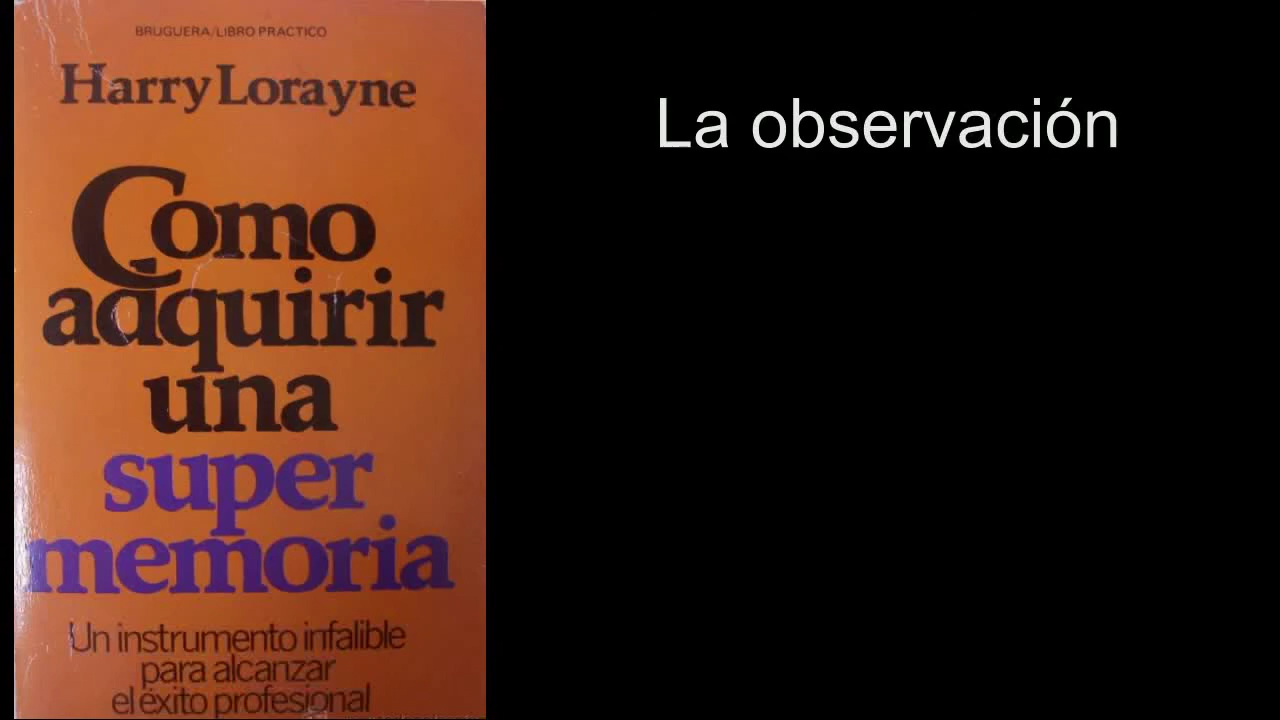 BRUGUERA/LIBRO PRACTICO
Harry Lorayne
Como
adquirir
una
super
memoria
Un instrumento infalible
para alcanzar
el éxito profesional
La observación